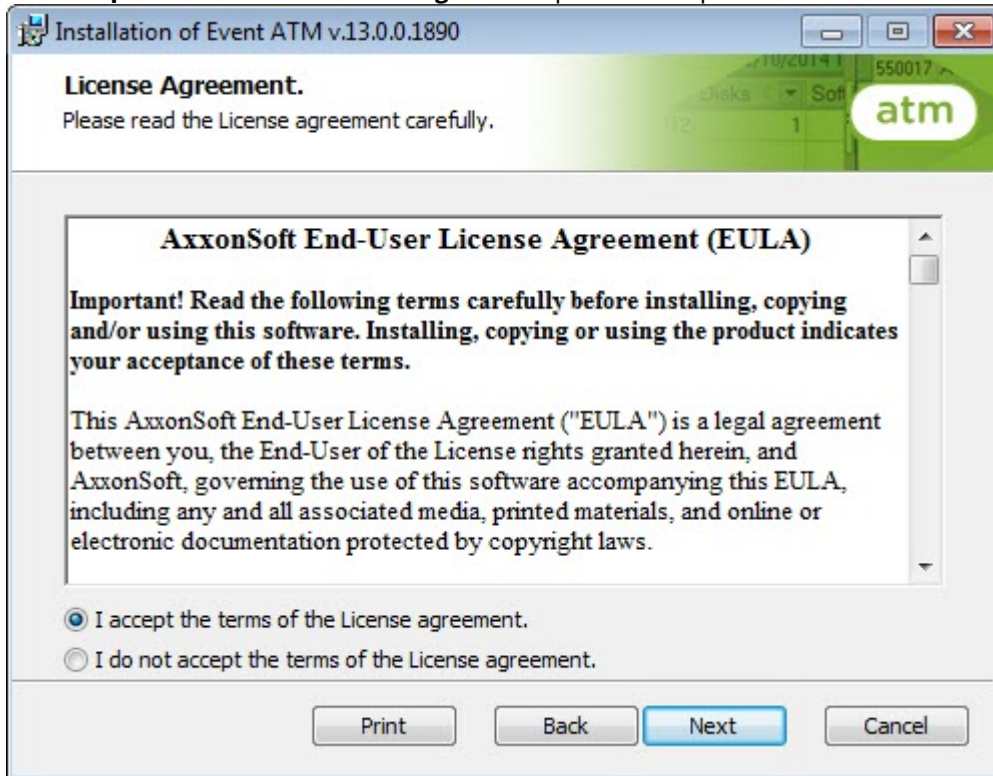 Installation of Event ATM v.13.0.0.1890
License Agreement.
Please read the License agreement carefully.
550017
Disks
112
1
atm
AxxonSoft End-User License Agreement (EULA)
Important! Read the following terms carefully before installing, copying
and/or using this software. Installing, copying or using the product indicates
your acceptance of these terms.
This AxxonSoft End-User License Agreement ("EULA") is a legal agreement
between you, the End-User of the License rights granted herein, and
AxxonSoft, governing the use of this software accompanying this EULA,
including any and all associated media, printed materials, and online or
electronic documentation protected by copyright laws.
I accept the terms of the License agreement.
I do not accept the terms of the License agreement.
Print Back Next Cancel